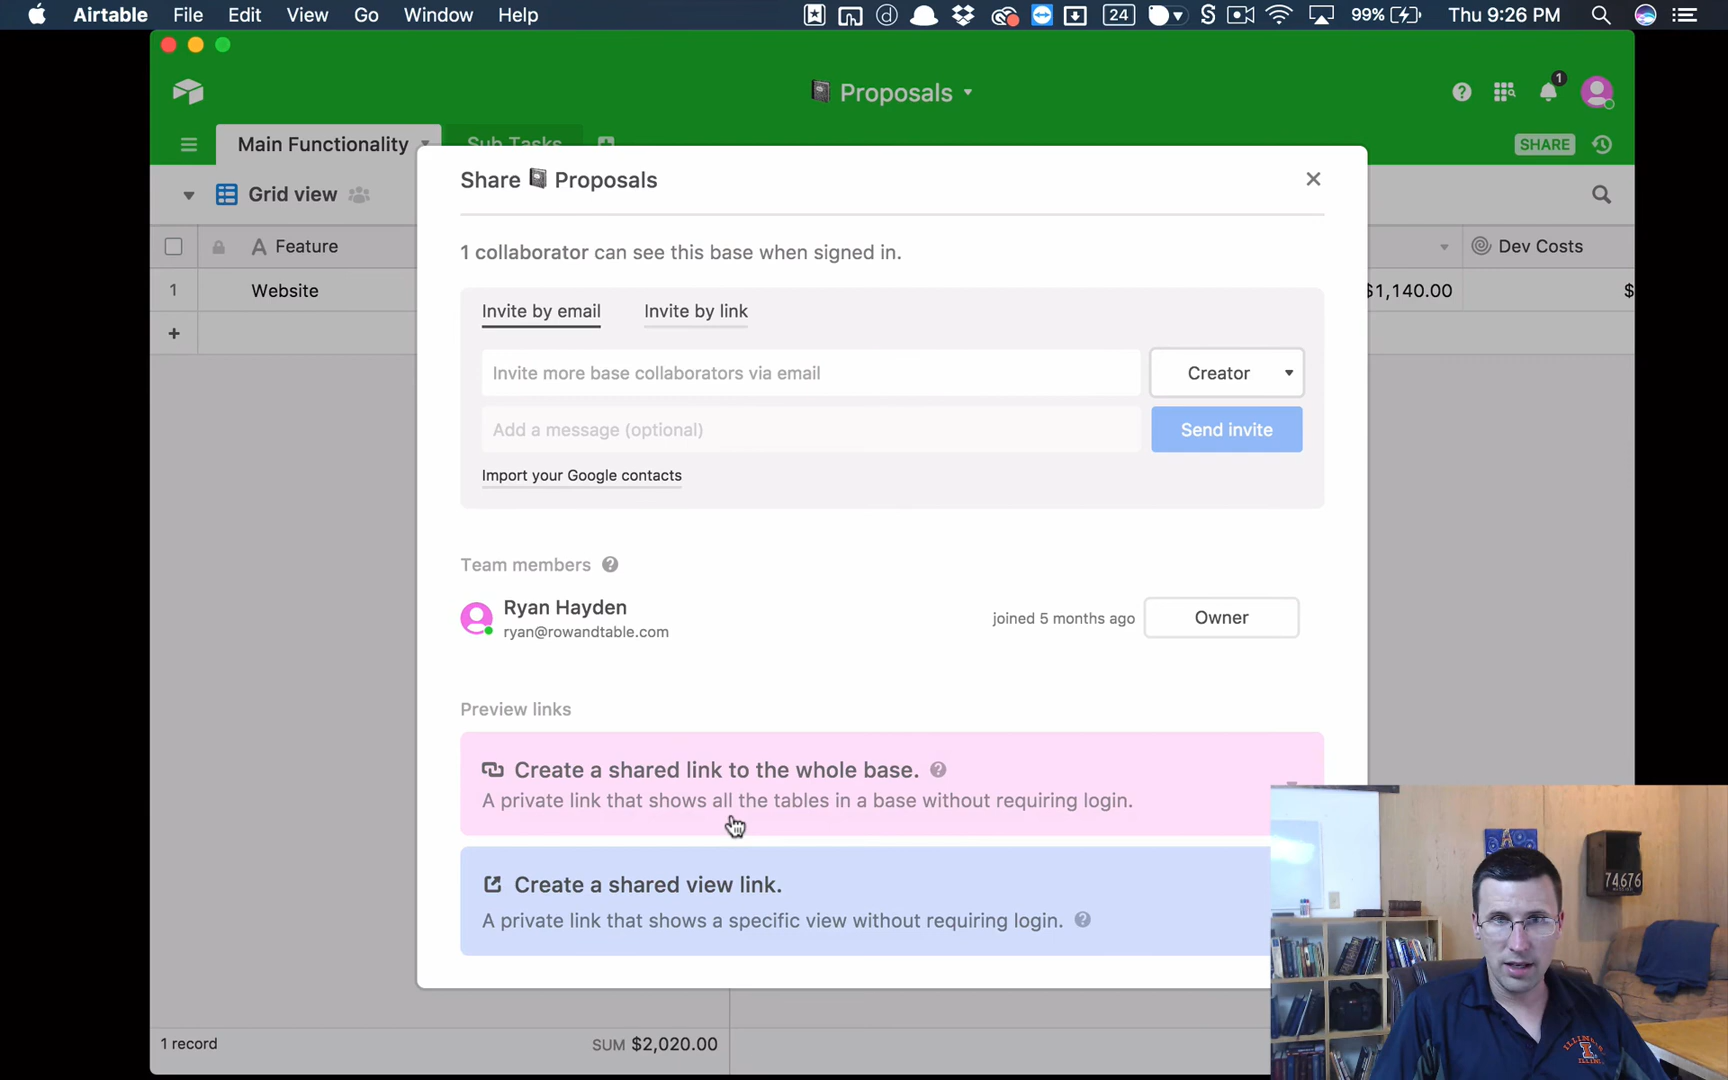 Airtable File Edit View Go Window Help 24 99% Thu 9:26 PM
Proposals
1
Main Functionality
Sub Tasks
SHARE
Grid view
Share Proposals
Feature
Dev Costs
1 collaborator can see this base when signed in.
1 Website
$1,140.00 $
Invite by email Invite by link
Invite more base collaborators via email
Creator
Add a message (optional)
Send invite
Import your Google contacts
Team members
Ryan Hayden
ryan@rowandtable.com
joined 5 months ago
Owner
Preview links
Create a shared link to the whole base.
A private link that shows all the tables in a base without requiring login.
Create a shared view link.
A private link that shows a specific view without requiring login.
74676
ILLINOIS
1 record
SUM $2,020.00